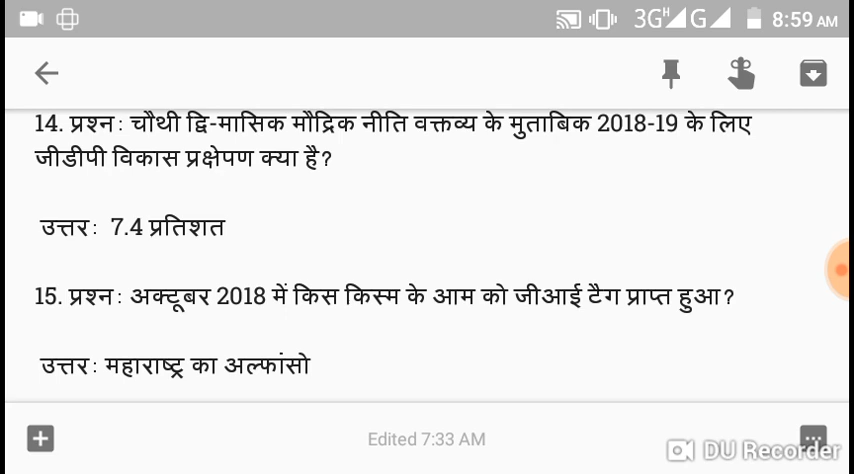 3G H G 8:59 AM
14. प्रश्न: चौथी द्वि-मासिक मौद्रिक नीति वक्तव्य के मुताबिक 2018-19 के लिए
जीडीपी विकास प्रक्षेपण क्या है?
उत्तर: 7.4 प्रतिशत
15. प्रश्न: अक्टूबर 2018 में किस किस्म के आम को जीआई टैग प्राप्त हुआ?
उत्तर: महाराष्ट्र का अल्फांसो
Edited 7:33 AM
DU Recorder